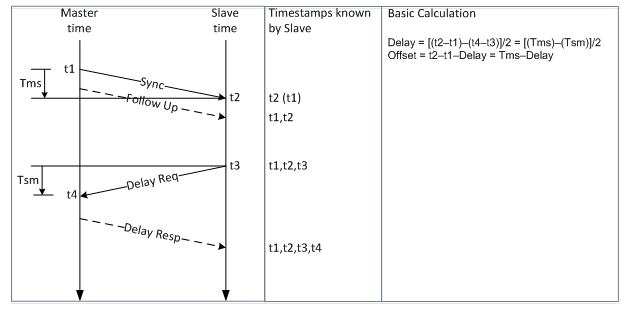 Master
time
Slave
time
Timestamps known
by Slave
Basic Calculation
Delay = [(t2–t1)–(t4–t3)]/2 = [(Tms)–(Tsm)]/2
Offset = t2–t1–Delay = Tms–Delay
t1
Tms
Sync
t2
t2 (t1)
Follow Up
t1,t2
t3
t1,t2,t3
Tsm
Delay Req
t4
Delay Resp
t1,t2,t3,t4